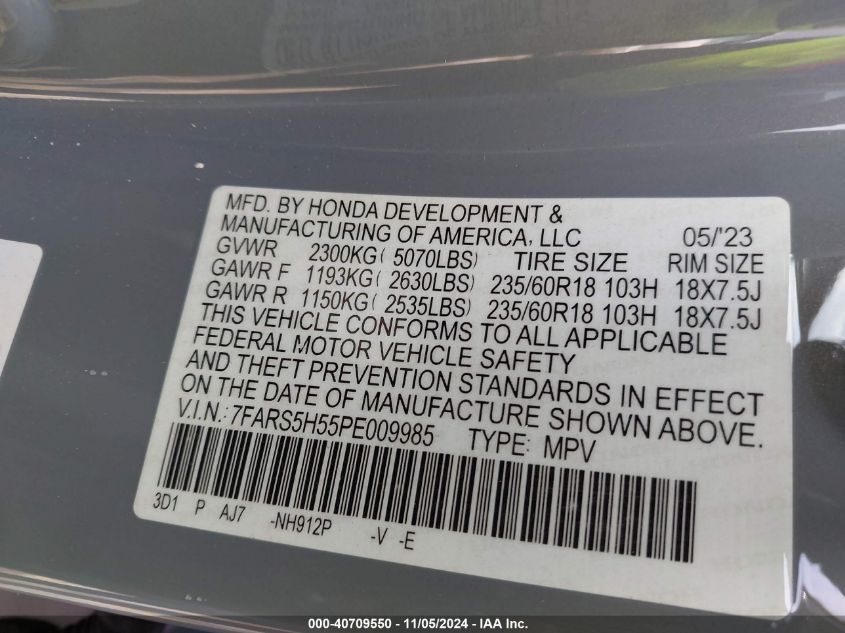 MFD. BY HONDA DEVELOPMENT &
MANUFACTURING OF AMERICA, LLC 05/'23
GVWR 2300KG( 5070LBS) TIRE SIZE RIM SIZE
GAWR F 1193KG( 2630LBS) 235/60R18 103H 18X7.5J
GAWR R 1150KG( 2535LBS) 235/60R18 103H 18X7.5J
THIS VEHICLE CONFORMS TO ALL APPLICABLE
FEDERAL MOTOR VEHICLE SAFETY
AND THEFT PREVENTION STANDARDS IN EFFECT
ON THE DATE OF MANUFACTURE SHOWN ABOVE.
V.I.N.: 7FARS5H55PE009985 TYPE: MPV
3D1 P AJ7 -NH912P -V -E
000-40709550 - 11/05/2024 - IAA Inc.